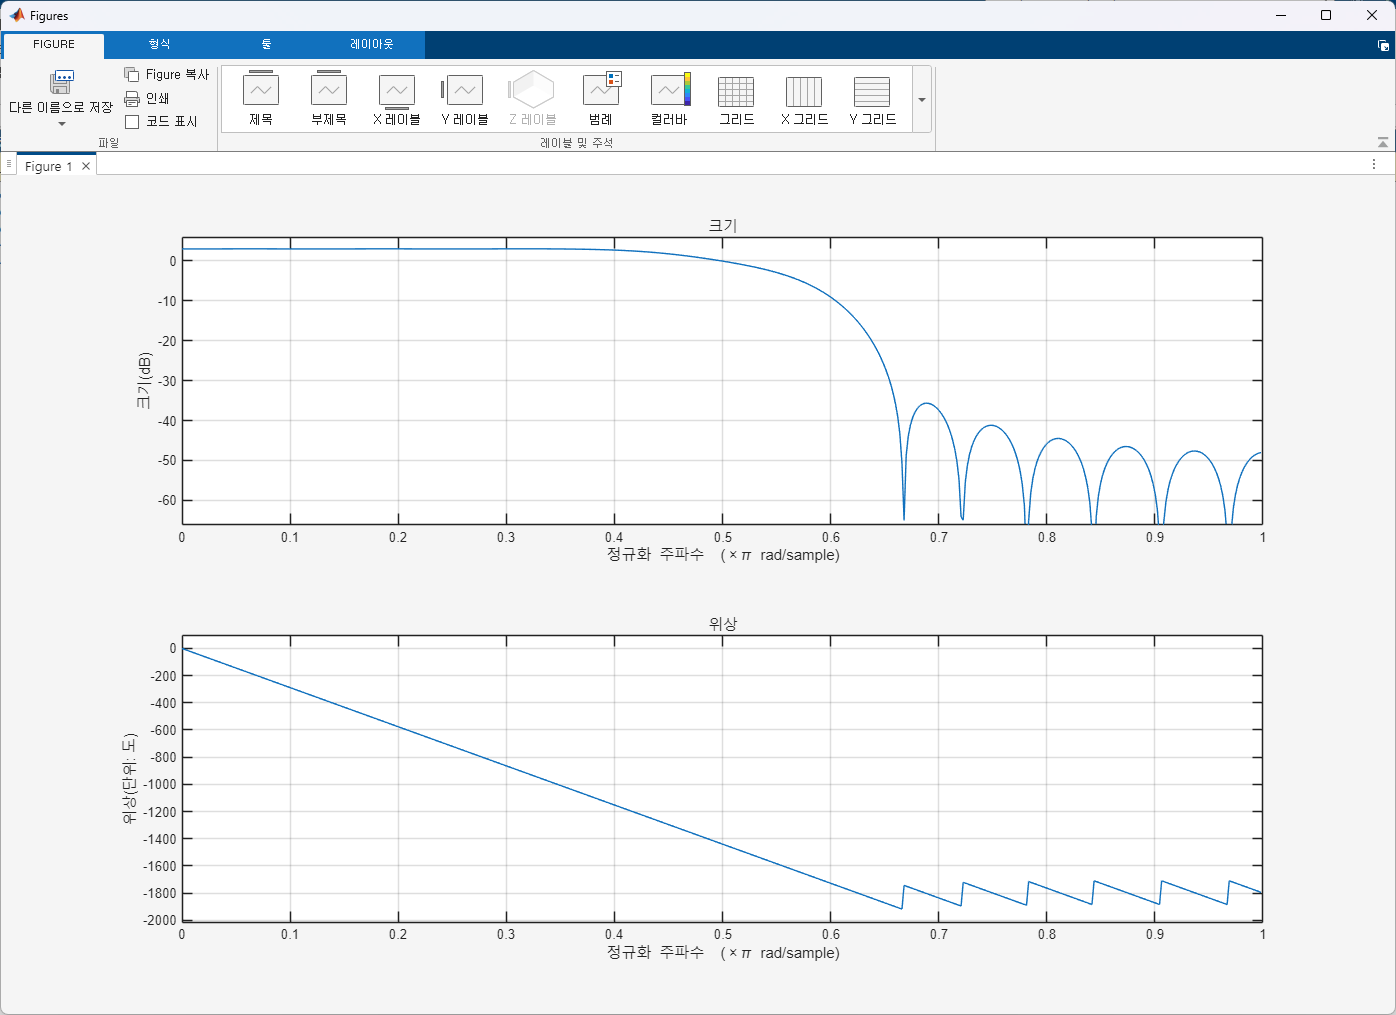 Figures
FIGURE 형식 툴 레이아웃
다른 이름으로 저장
Figure 복사
인쇄
코드 표시
파일
제목 부제목 X 레이블 Y 레이블 Z 레이블 범례 컬러바 그리드 X 그리드 Y 그리드
레이블 및 주석
Figure 1
크기
크기(dB)
0
-10
-20
-30
-40
-50
-60
0 0.1 0.2 0.3 0.4 0.5 0.6 0.7 0.8 0.9 1
정규화 주파수 (×π rad/sample)
위상
위상(단위: 도)
0
-200
-400
-600
-800
-1000
-1200
-1400
-1600
-1800
-2000
0 0.1 0.2 0.3 0.4 0.5 0.6 0.7 0.8 0.9 1
정규화 주파수 (×π rad/sample)